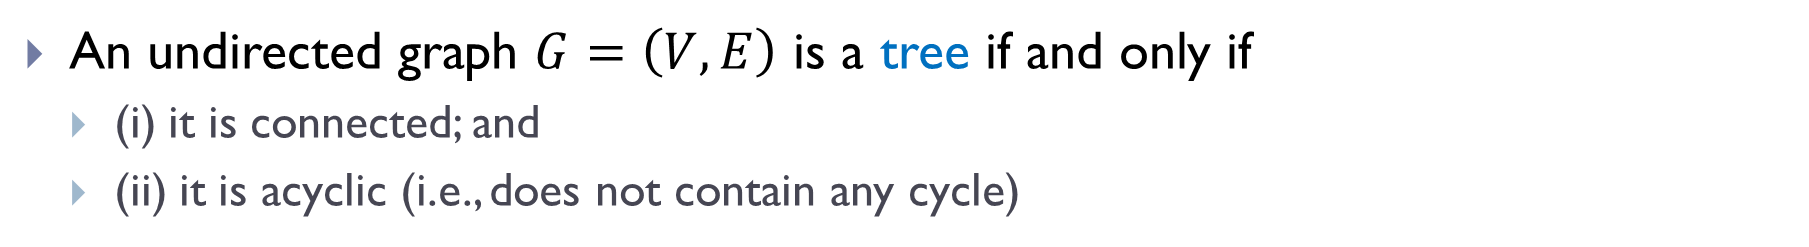 An undirected graph G = (V, E) is a tree if and only if
(i) it is connected; and
(ii) it is acyclic (i.e., does not contain any cycle)